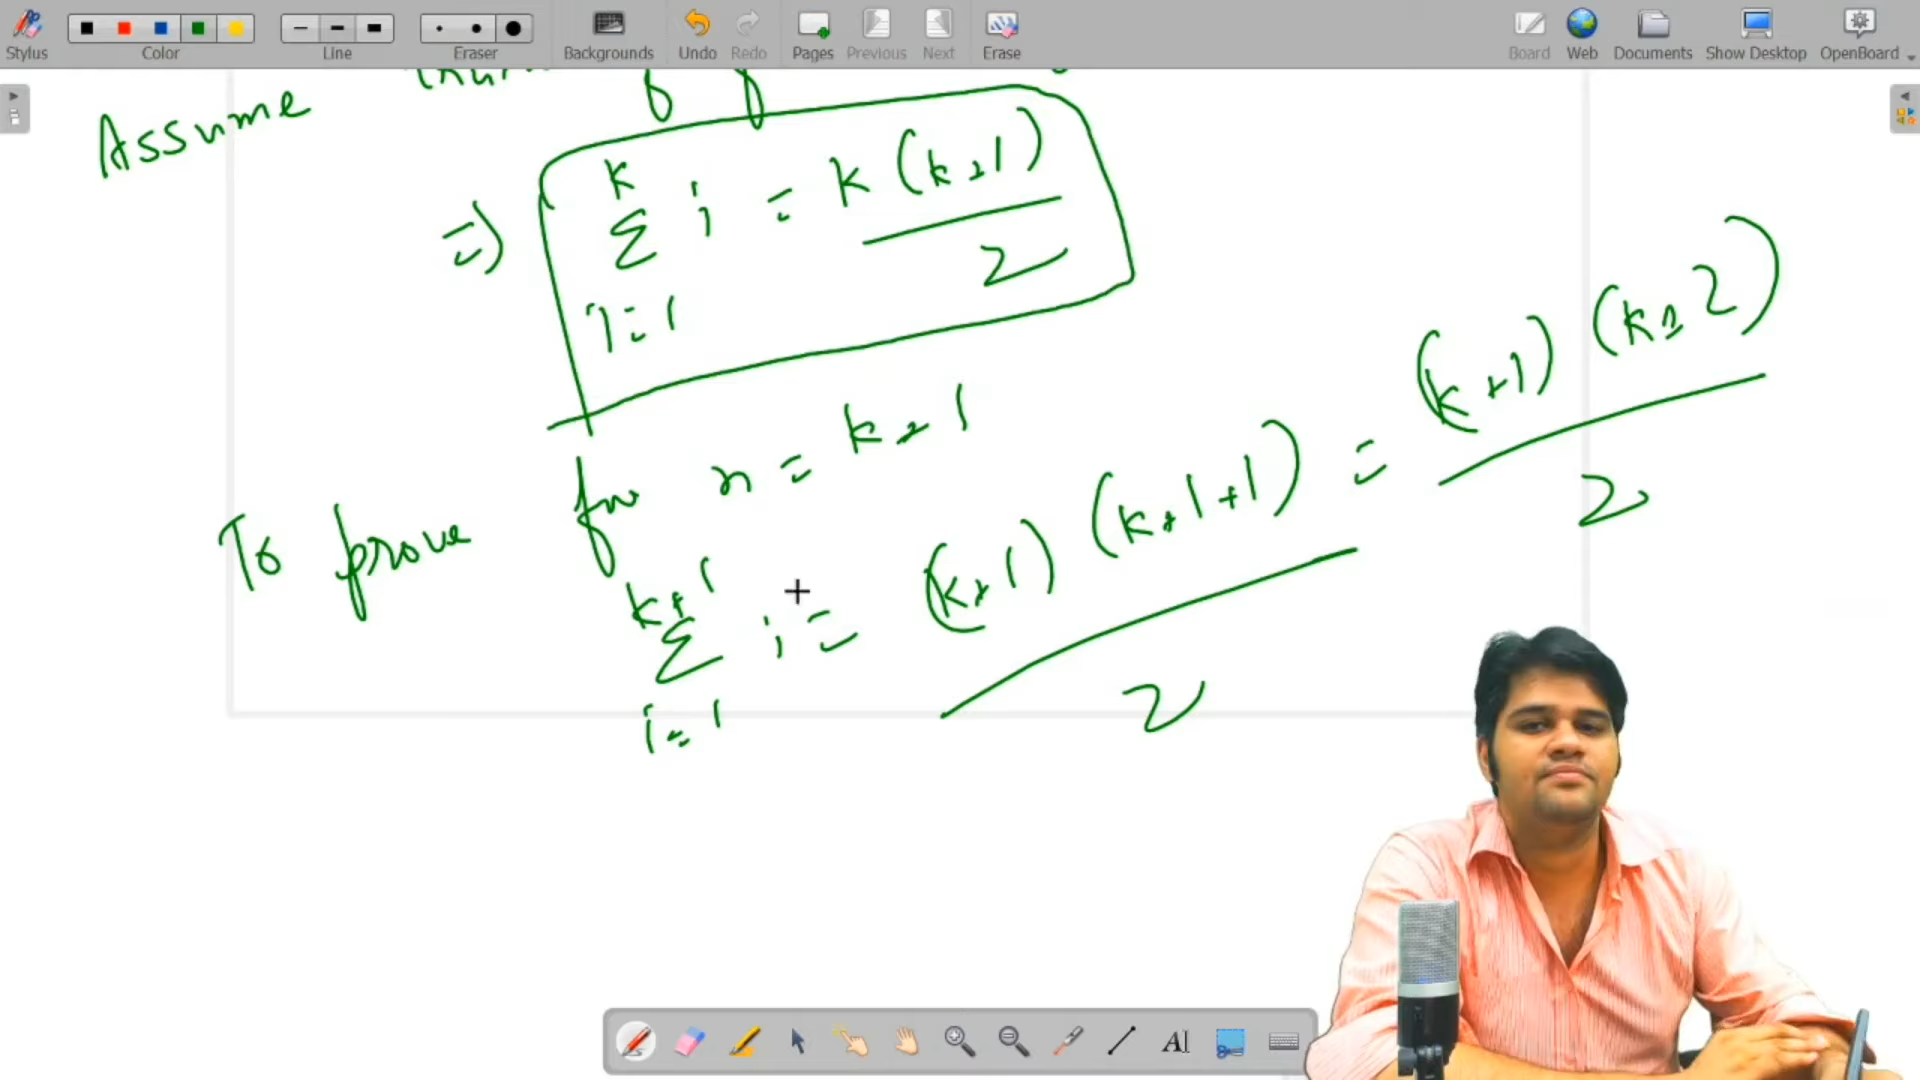 Stylus Color Line Eraser Backgrounds Undo Redo Pages Previous Next Erase Board Web Documents Show Desktop OpenBoard
Assume
=> k Σ i=1 i = k(k+1) / 2
To prove for n = k+1
k+1 Σ i=1 i = (k+1)(k+1+1) / 2 = (k+1)(k+2) / 2
AI